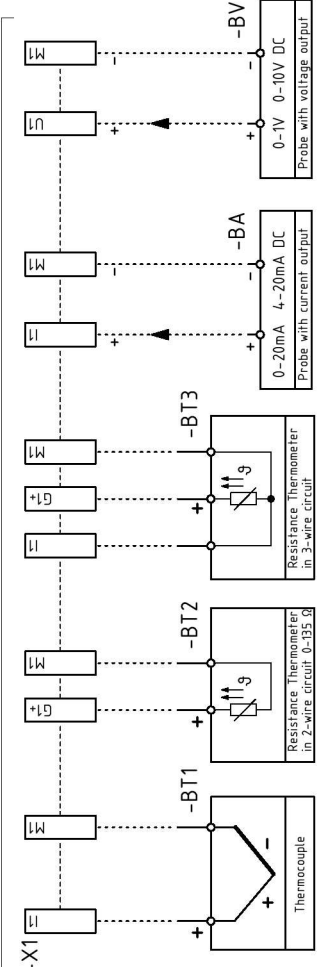 -X1
I1
M1
G1+
M1
I1
G1+
M1
I1
M1
U1
M1
+
-
+
-
-BT1
-BT2
-BT3
-BA
-BV
+
+
+
+
-
+
-
+
-
ϑ
ϑ
0-20mA 4-20mA DC
0-1V 0-10V DC
Thermocouple
Resistance Thermometer
in 2-wire circuit 0-135 Ω
Resistance Thermometer
in 3-wire circuit
Probe with current output
Probe with voltage output